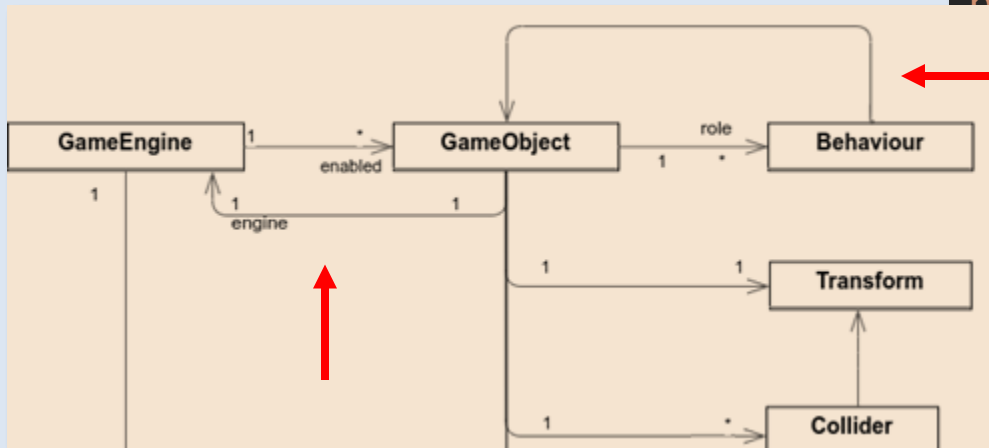 GameEngine
1
*
enabled
GameObject
role
1
*
Behaviour
1
1
engine
1
1
1
Transform
1
*
Collider